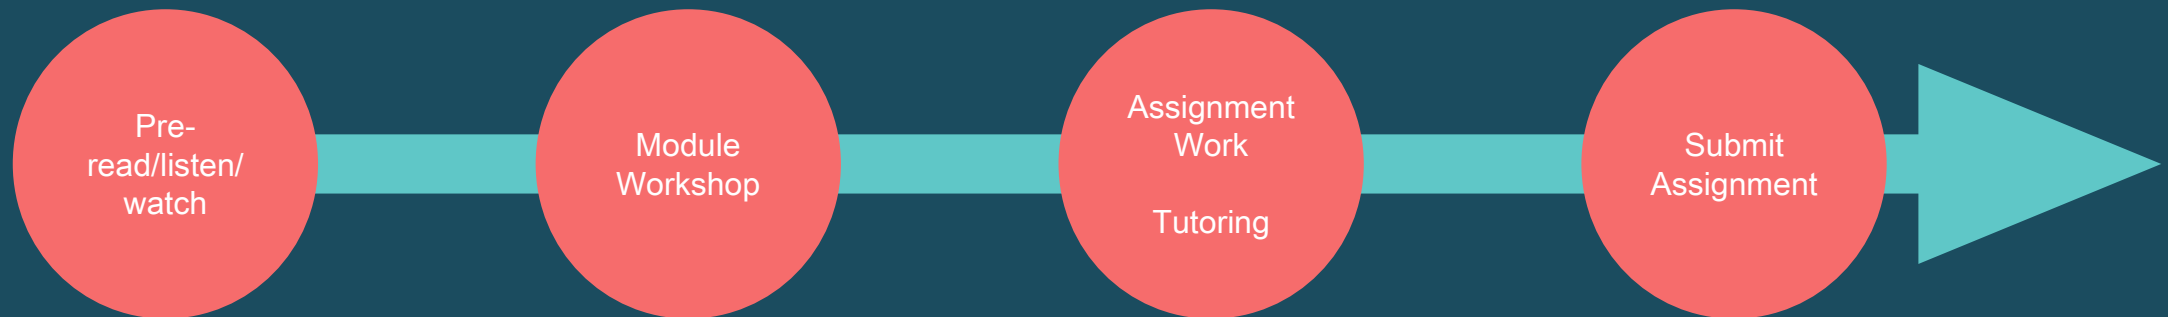 Pre-
read/listen/
watch
Module
Workshop
Assignment
Work
Tutoring
Submit
Assignment